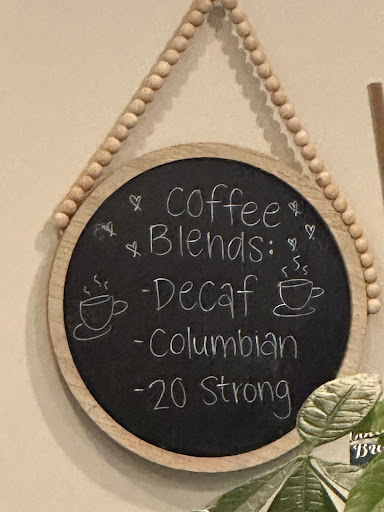 Coffee
Blends:
-Decaf
-Columbian
-20 Strong